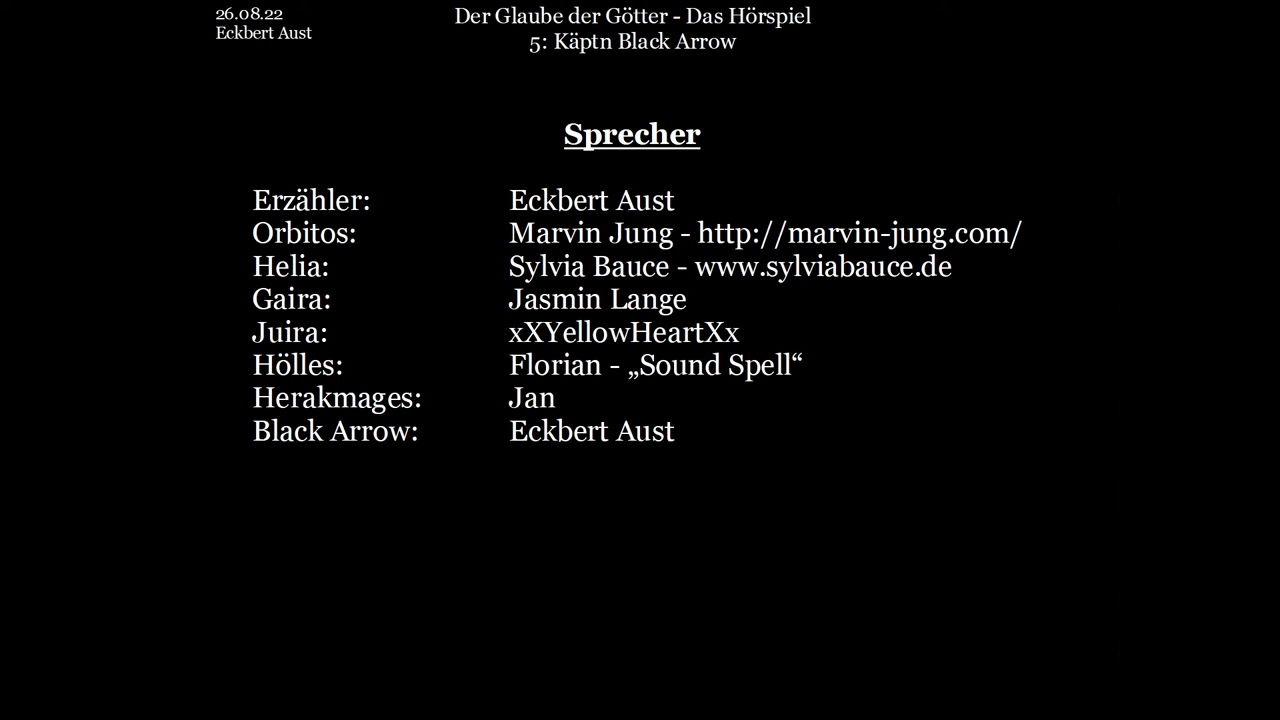 26.08.22
Eckbert Aust
Der Glaube der Götter - Das Hörspiel
5: Käptn Black Arrow
Sprecher
Erzähler: Eckbert Aust
Orbitos: Marvin Jung - http://marvin-jung.com/
Helia: Sylvia Bauce - www.sylviabauce.de
Gaira: Jasmin Lange
Juira: xXYellowHeartXx
Hölles: Florian - „Sound Spell“
Herakmages: Jan
Black Arrow: Eckbert Aust